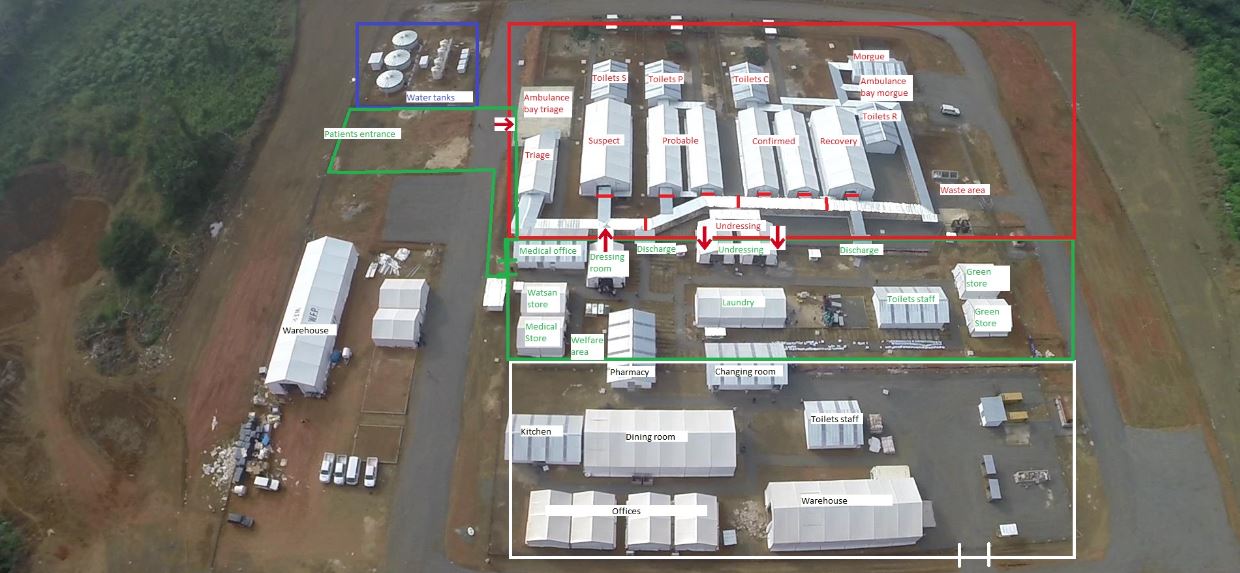 Water tanks
Patients entrance
Ambulance
bay triage
Toilets S
Toilets P
Toilets C
Morgue
Ambulance
bay morgue
Toilets R
Triage
Suspect
Probable
Confirmed
Recovery
Waste area
Undressing
Medical office
Dressing
room
Discharge
Undressing
Discharge
Green
store
Watsan
store
Laundry
Toilets staff
Green
Store
Medical
Store
Welfare
area
Warehouse
W.F.P.
Pharmacy
Changing room
Kitchen
Dining room
Toilets staff
Offices
Warehouse